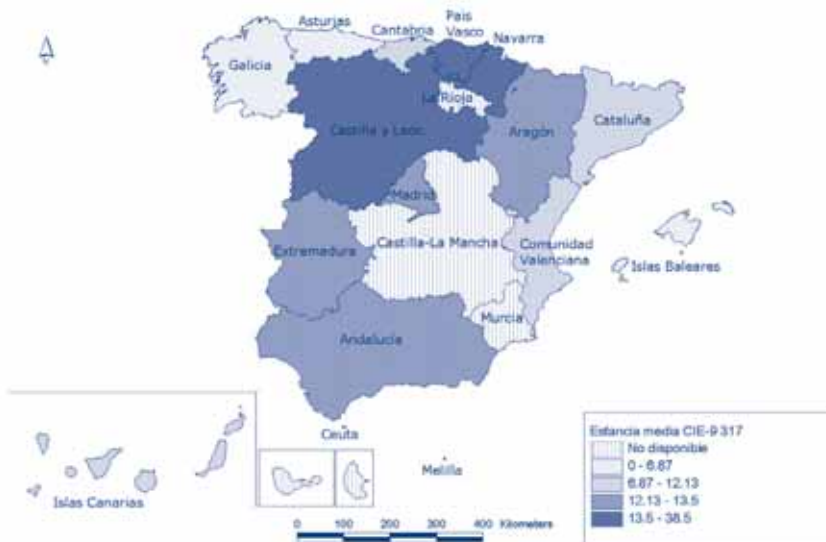 Asturias
Cantabria
País
Vasco
Navarra
Galicia
La Rioja
Castilla y León
Aragón
Cataluña
Madrid
Castilla-La Mancha
Extremadura
Comunidad
Valenciana
Islas Baleares
Murcia
Andalucía
Ceuta
Melilla
Islas Canarias
Estancia media CIE-9 317
No disponible
0 - 6.87
6.87 - 12.13
12.13 - 13.5
13.5 - 38.5
0 100 200 300 400 Kilometers